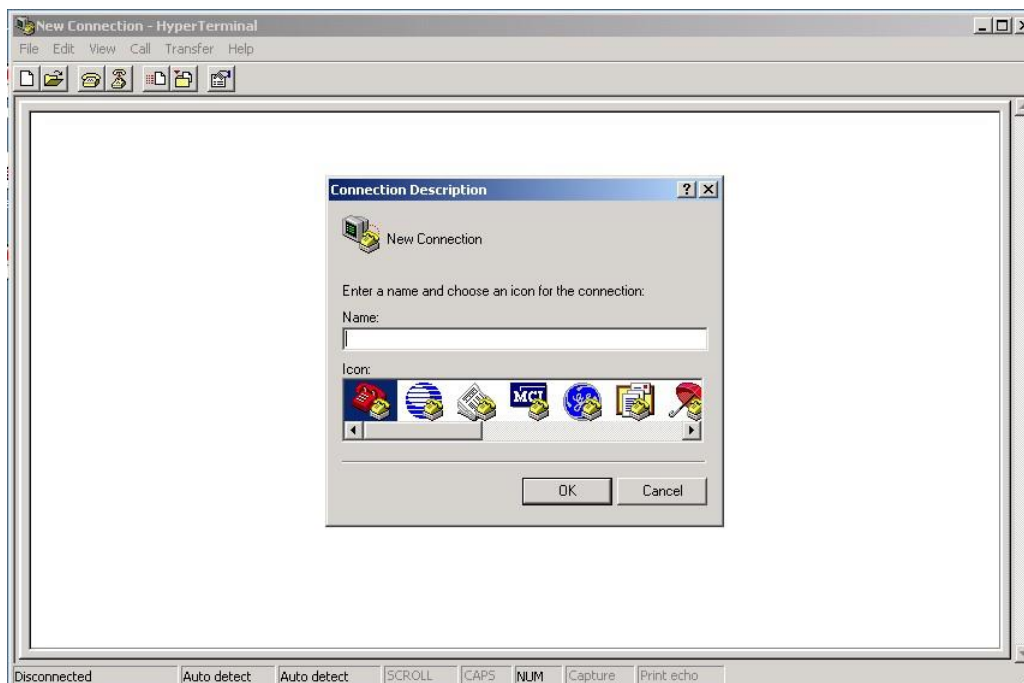 New Connection - HyperTerminal
File Edit View Call Transfer Help
Connection Description
New Connection
Enter a name and choose an icon for the connection:
Name:
Icon:
MCI
OK Cancel
Disconnected Auto detect Auto detect SCROLL CAPS NUM Capture Print echo